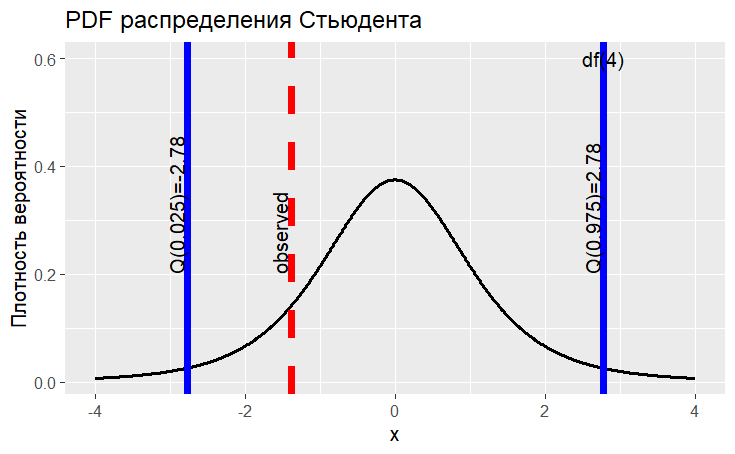 PDF распределения Стьюдента
df(4)
Q(0.025)=-2.78
observed
Q(0.975)=2.78
Плотность вероятности
0.6
0.4
0.2
0.0
-4
-2
0
2
4
x